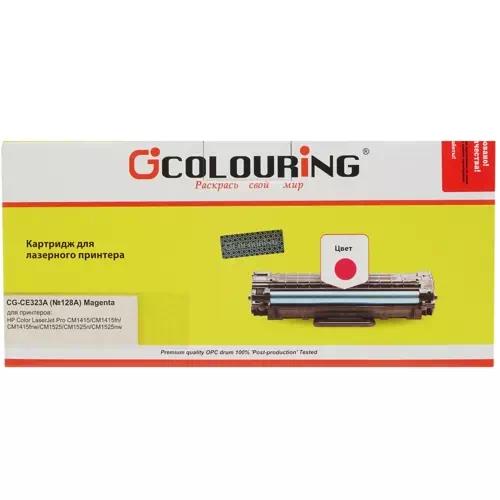 GCOLOURING®
Раскрась свой мир
Цвет
Картридж для
лазерного принтера
CG-CE323A (№128A) Magenta
для принтеров:
HP Color LaserJet Pro CM1415/CM1415fn/
CM1415fnw/CM1525/CM1525n/CM1525nw
Premium quality OPC drum 100% 'Post-production' Tested